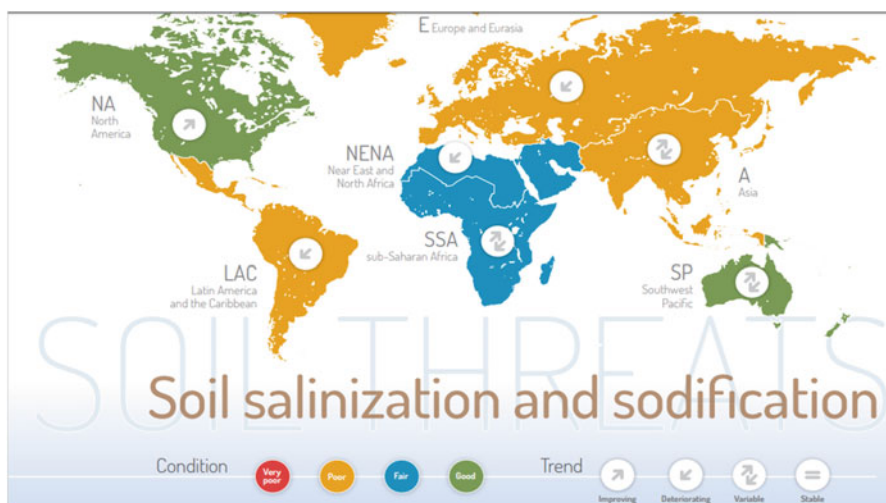 E Europe and Eurasia
NA
North
America
NENA
Near East and
North Africa
A
Asia
SSA
sub-Saharan Africa
LAC
Latin America
and the Caribbean
SP
Southwest
Pacific
SOIL THREATS
Soil salinization and sodification
Condition
Very
poor
Poor
Fair
Good
Trend
Improving
Deteriorating
Variable
Stable